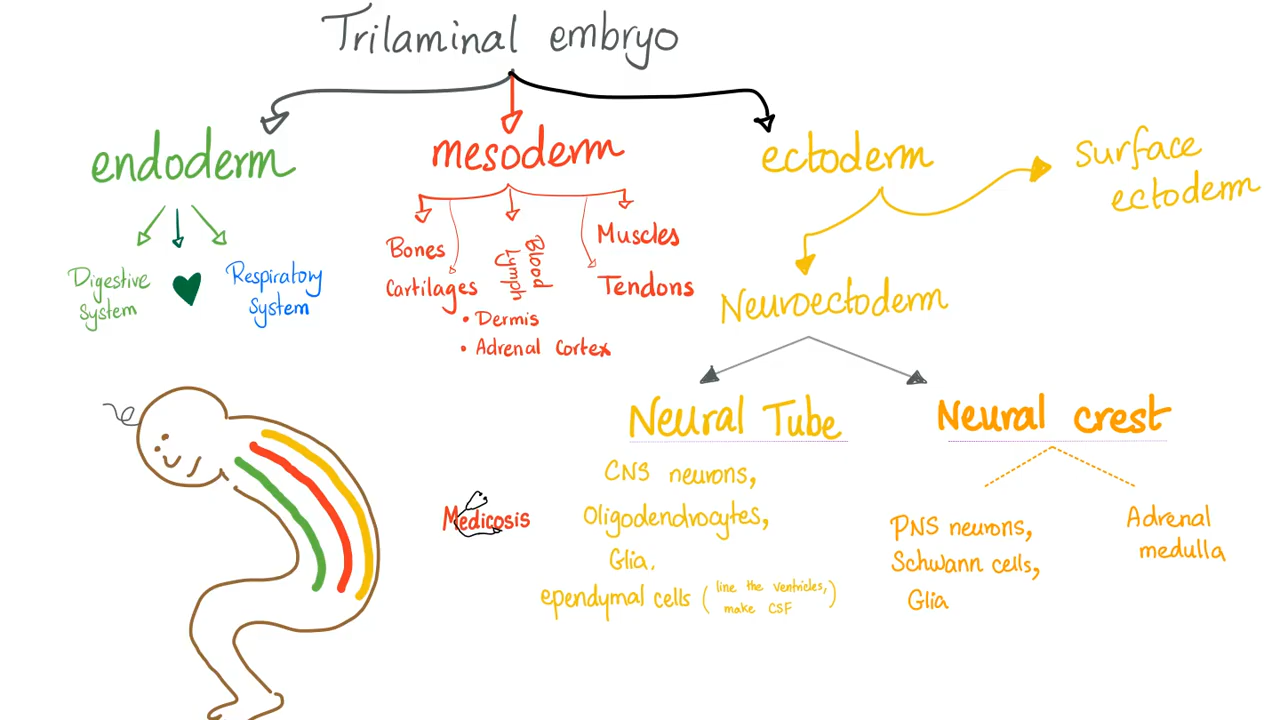 Trilaminal embryo
endoderm
mesoderm
ectoderm
surface
ectoderm
Digestive
System
Respiratory
System
Bones
Cartilages
Blood
Lymph
Muscles
Tendons
• Dermis
• Adrenal Cortex
Neuroectoderm
Neural Tube
Neural crest
CNS neurons,
Oligodendrocytes,
Glia.
ependymal cells (line the ventricles,
make CSF)
PNS neurons,
Schwann cells,
Glia
Adrenal
medulla
Medicosis